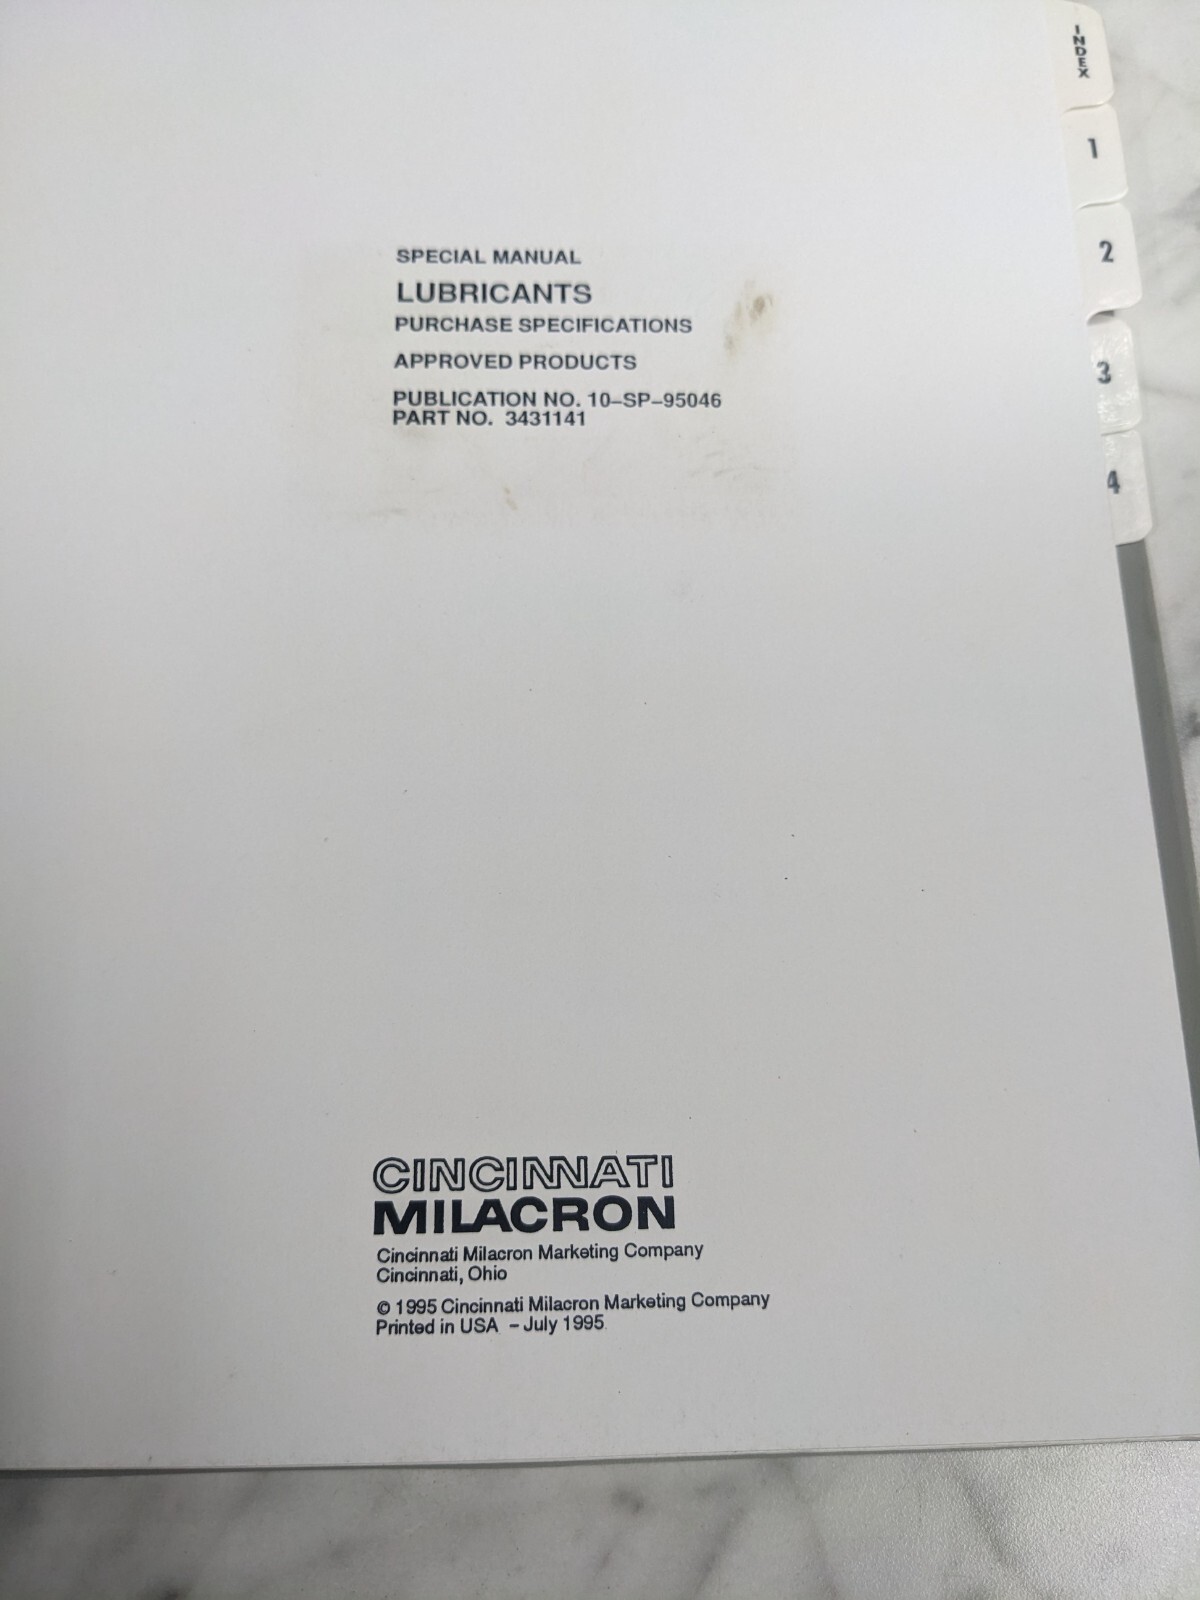 SPECIAL MANUAL
LUBRICANTS
PURCHASE SPECIFICATIONS
APPROVED PRODUCTS
PUBLICATION NO. 10–SP–95046
PART NO. 3431141
CINCINNATI
MILACRON
Cincinnati Milacron Marketing Company
Cincinnati, Ohio
© 1995 Cincinnati Milacron Marketing Company
Printed in USA – July 1995
INDEX
1
2
3
4